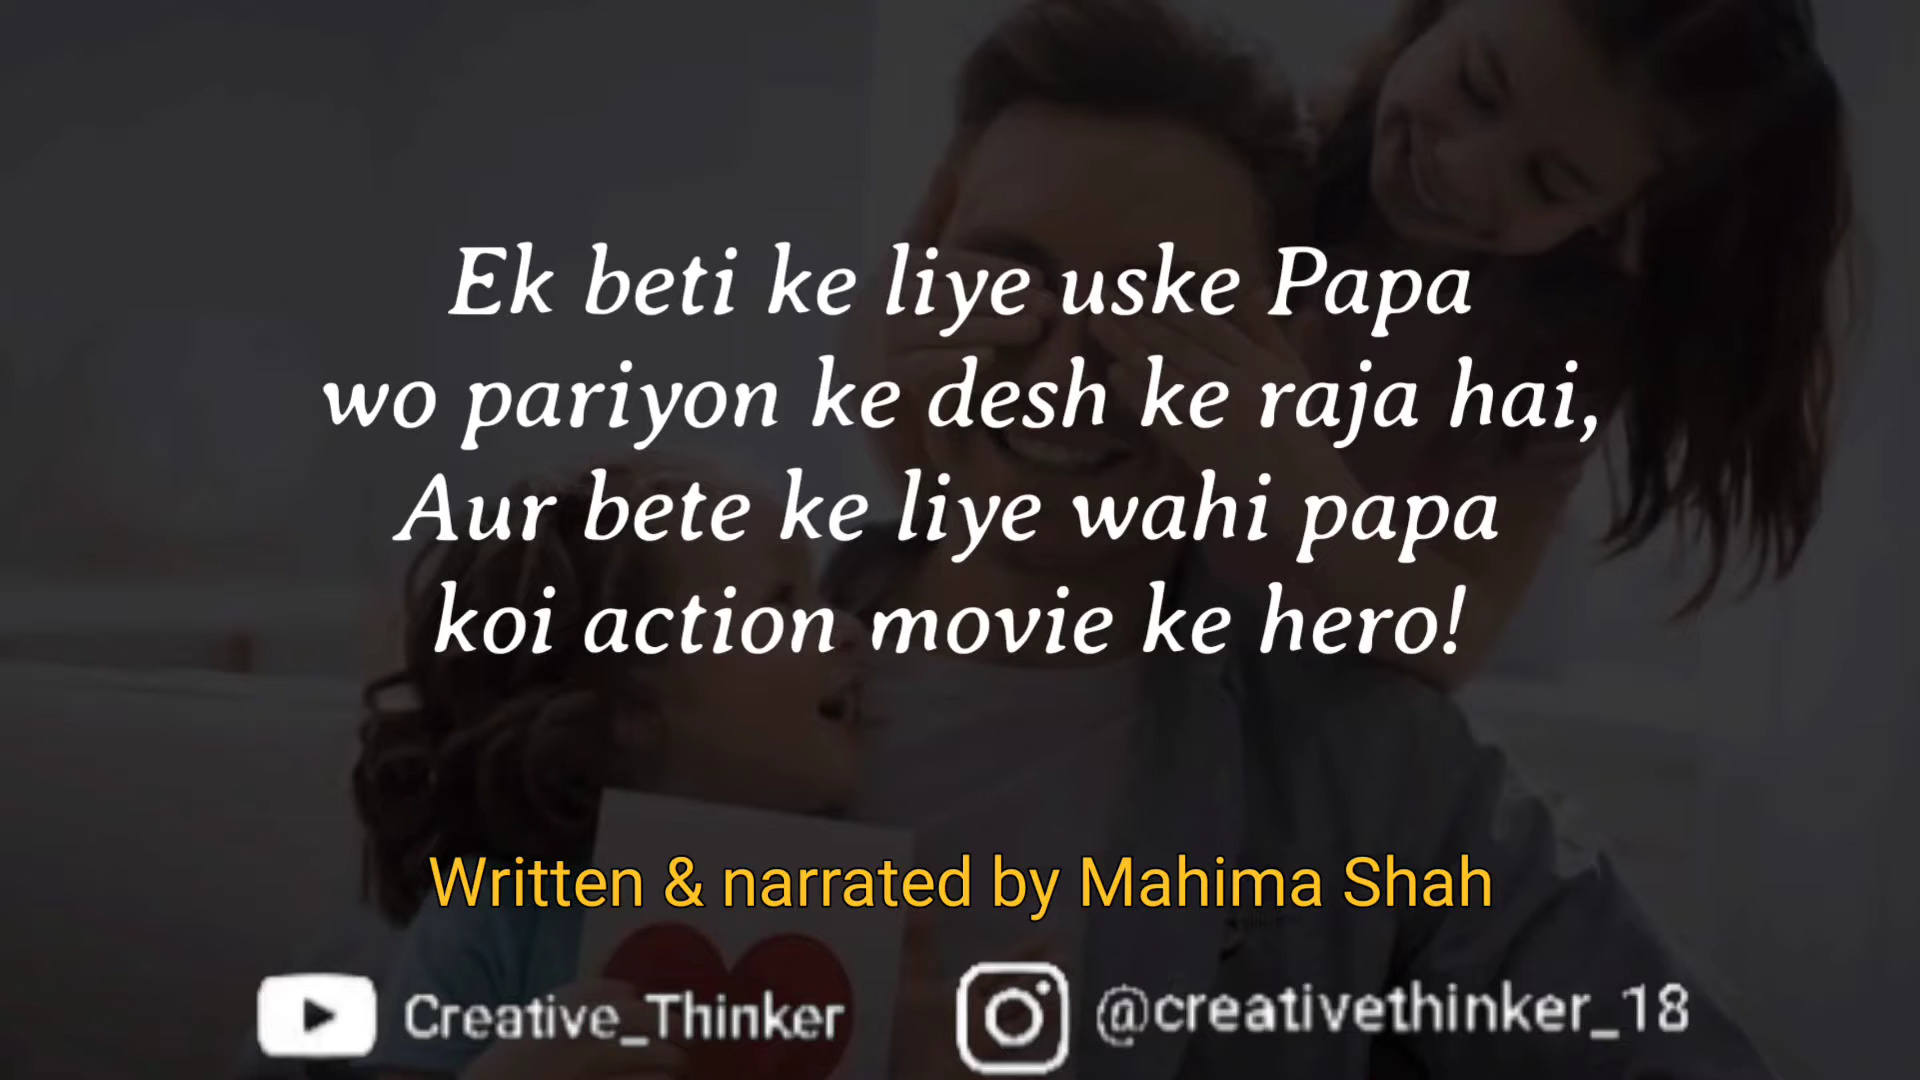 Ek beti ke liye uske Papa
wo pariyon ke desh ke raja hai,
Aur bete ke liye wahi papa
koi action movie ke hero!
Written & narrated by Mahima Shah
Creative_Thinker
@creativethinker_18